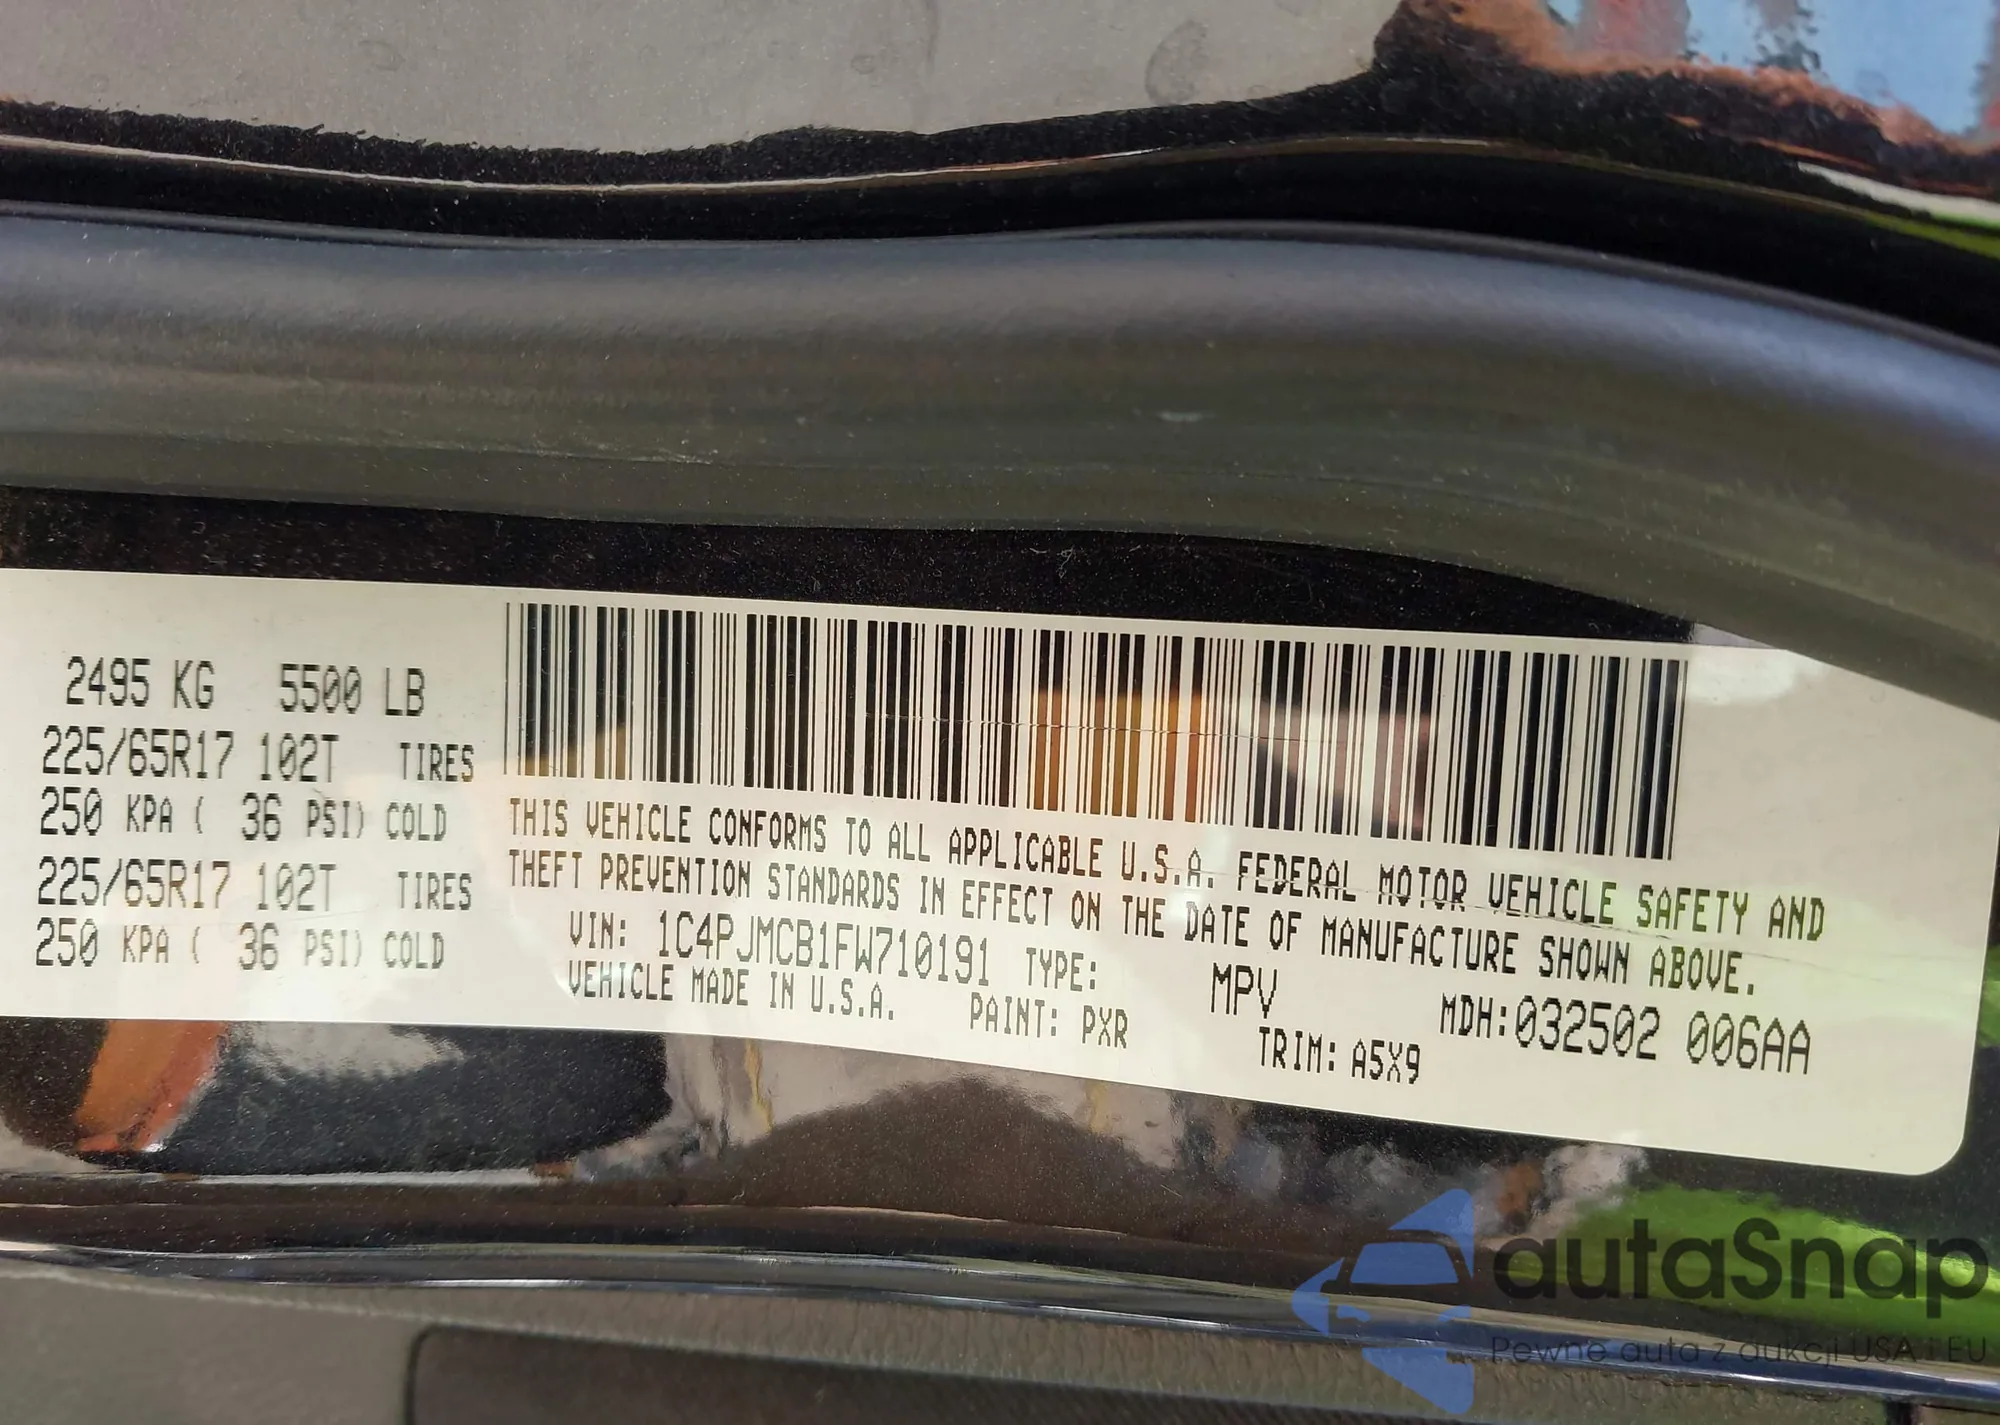 2495 KG 5500 LB
225/65R17 102T TIRES
250 KPA ( 36 PSI) COLD
225/65R17 102T TIRES
250 KPA ( 36 PSI) COLD
THIS VEHICLE CONFORMS TO ALL APPLICABLE U.S.A. FEDERAL MOTOR VEHICLE SAFETY AND
THEFT PREVENTION STANDARDS IN EFFECT ON THE DATE OF MANUFACTURE SHOWN ABOVE.
VIN: 1C4PJMCB1FW710191 TYPE: MPV MDH:032502 006AA
VEHICLE MADE IN U.S.A. PAINT: PXR TRIM: A5X9
autaSnap
Pewne auta z aukcji USA i EU